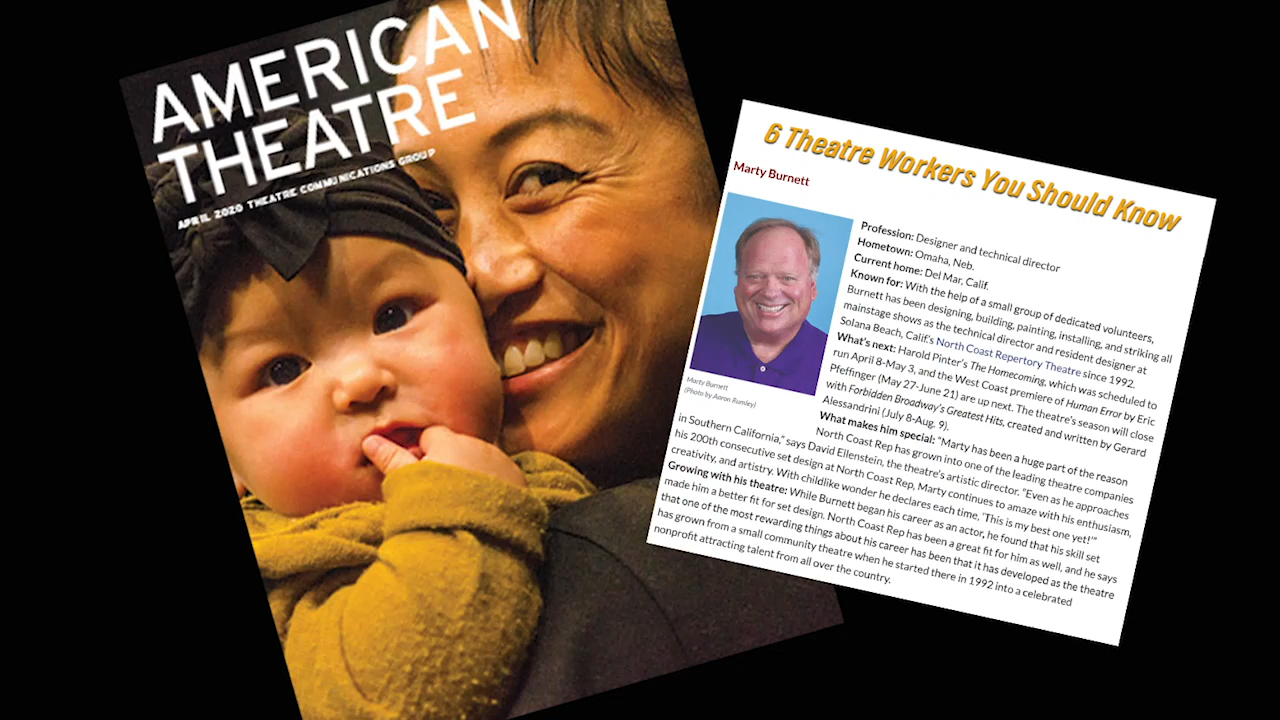 AMERICAN
THEATRE
APRIL 2020 THEATRE COMMUNICATIONS GROUP
6 Theatre Workers You Should Know
Marty Burnett
Profession: Designer and technical director
Hometown: Omaha, Neb.
Current home: Del Mar, Calif.
Known for: With the help of a small group of dedicated volunteers,
Burnett has been designing, building, painting, installing, and striking all
mainstage shows as the technical director and resident designer at
Solana Beach, Calif.'s North Coast Repertory Theatre since 1992.
What's next: Harold Pinter's The Homecoming, which was scheduled to
run April 8-May 3, and the West Coast premiere of Human Error by Eric
Pfeffinger (May 27-June 21) are up next. The theatre's season will close
with Forbidden Broadway's Greatest Hits, created and written by Gerard
Alessandrini (July 8-Aug. 9).
What makes him special: "Marty has been a huge part of the reason
North Coast Rep has grown into one of the leading theatre companies
Marty Burnett
(Photo by Aaron Rumley)
in Southern California," says David Ellenstein, the theatre's artistic director. "Even as he approaches
his 200th consecutive set design at North Coast Rep, Marty continues to amaze with his enthusiasm,
creativity, and artistry. With childlike wonder he declares each time, 'This is my best one yet!'"
Growing with his theatre: While Burnett began his career as an actor, he found that his skill set
made him a better fit for set design. North Coast Rep has been a great fit for him as well, and he says
that one of the most rewarding things about his career has been that it has developed as the theatre
has grown from a small community theatre when he started there in 1992 into a celebrated
nonprofit attracting talent from all over the country.